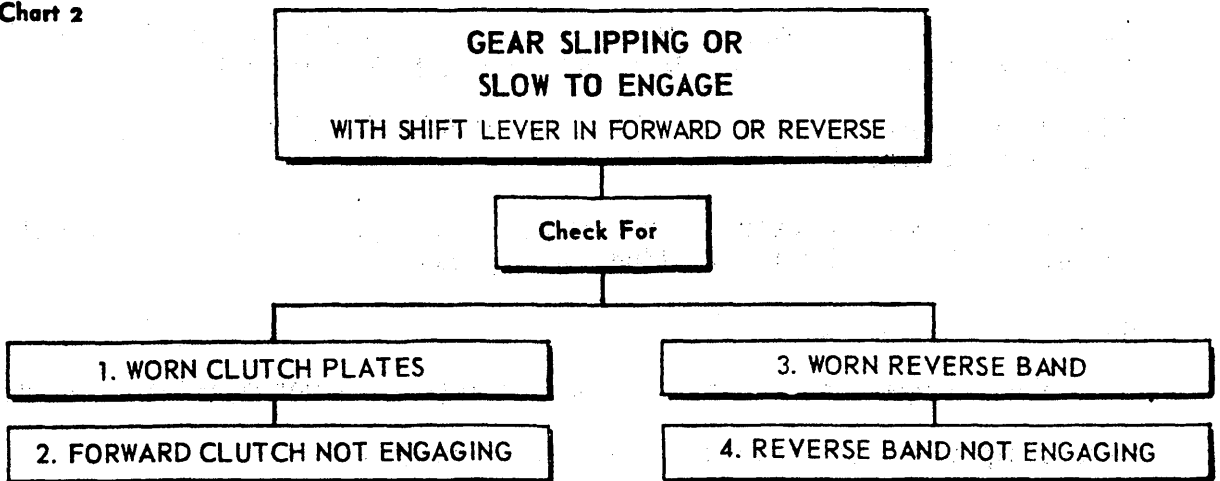 Chart 2
GEAR SLIPPING OR
SLOW TO ENGAGE
WITH SHIFT LEVER IN FORWARD OR REVERSE
Check For
1. WORN CLUTCH PLATES
2. FORWARD CLUTCH NOT ENGAGING
3. WORN REVERSE BAND
4. REVERSE BAND NOT ENGAGING